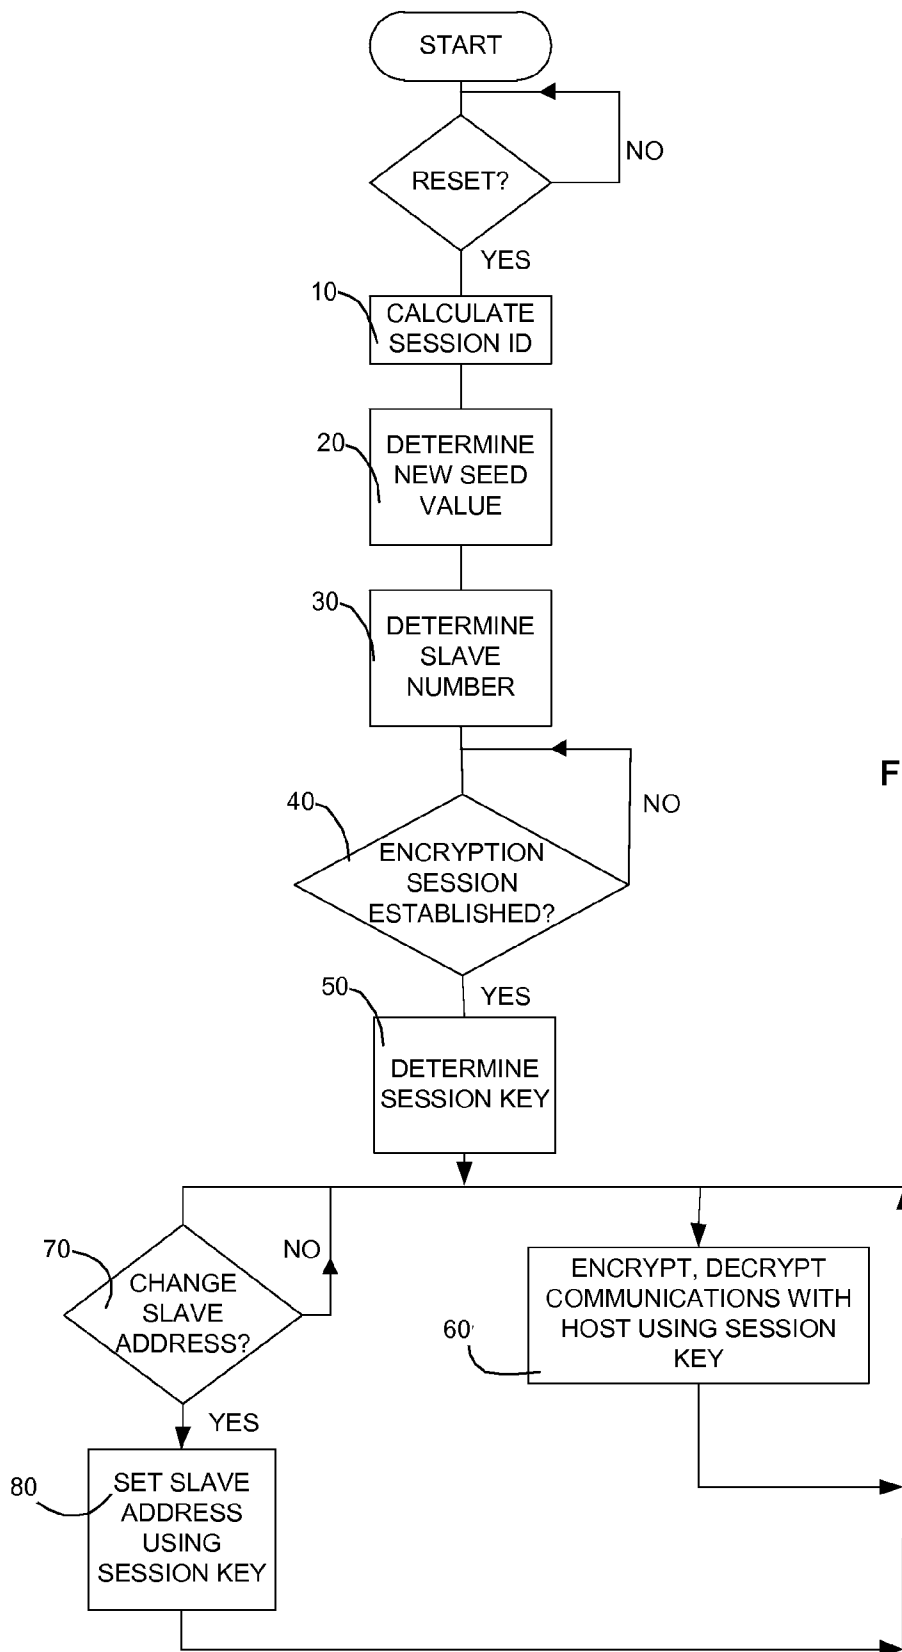 START
NO
RESET?
YES
10
CALCULATE
SESSION ID
20
DETERMINE
NEW SEED
VALUE
30
DETERMINE
SLAVE
NUMBER
F
40
NO
ENCRYPTION
SESSION
ESTABLISHED?
50
YES
DETERMINE
SESSION KEY
70
NO
CHANGE
SLAVE
ADDRESS?
YES
60
ENCRYPT, DECRYPT
COMMUNICATIONS WITH
HOST USING SESSION
KEY
80
SET SLAVE
ADDRESS
USING
SESSION KEY